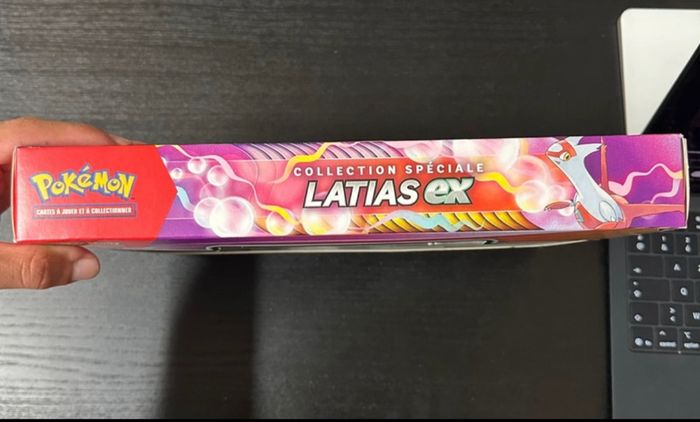 POKéMON
CARTES À JOUER ET À COLLECTIONNER
COLLECTION SPÉCIALE
LATIAS ex